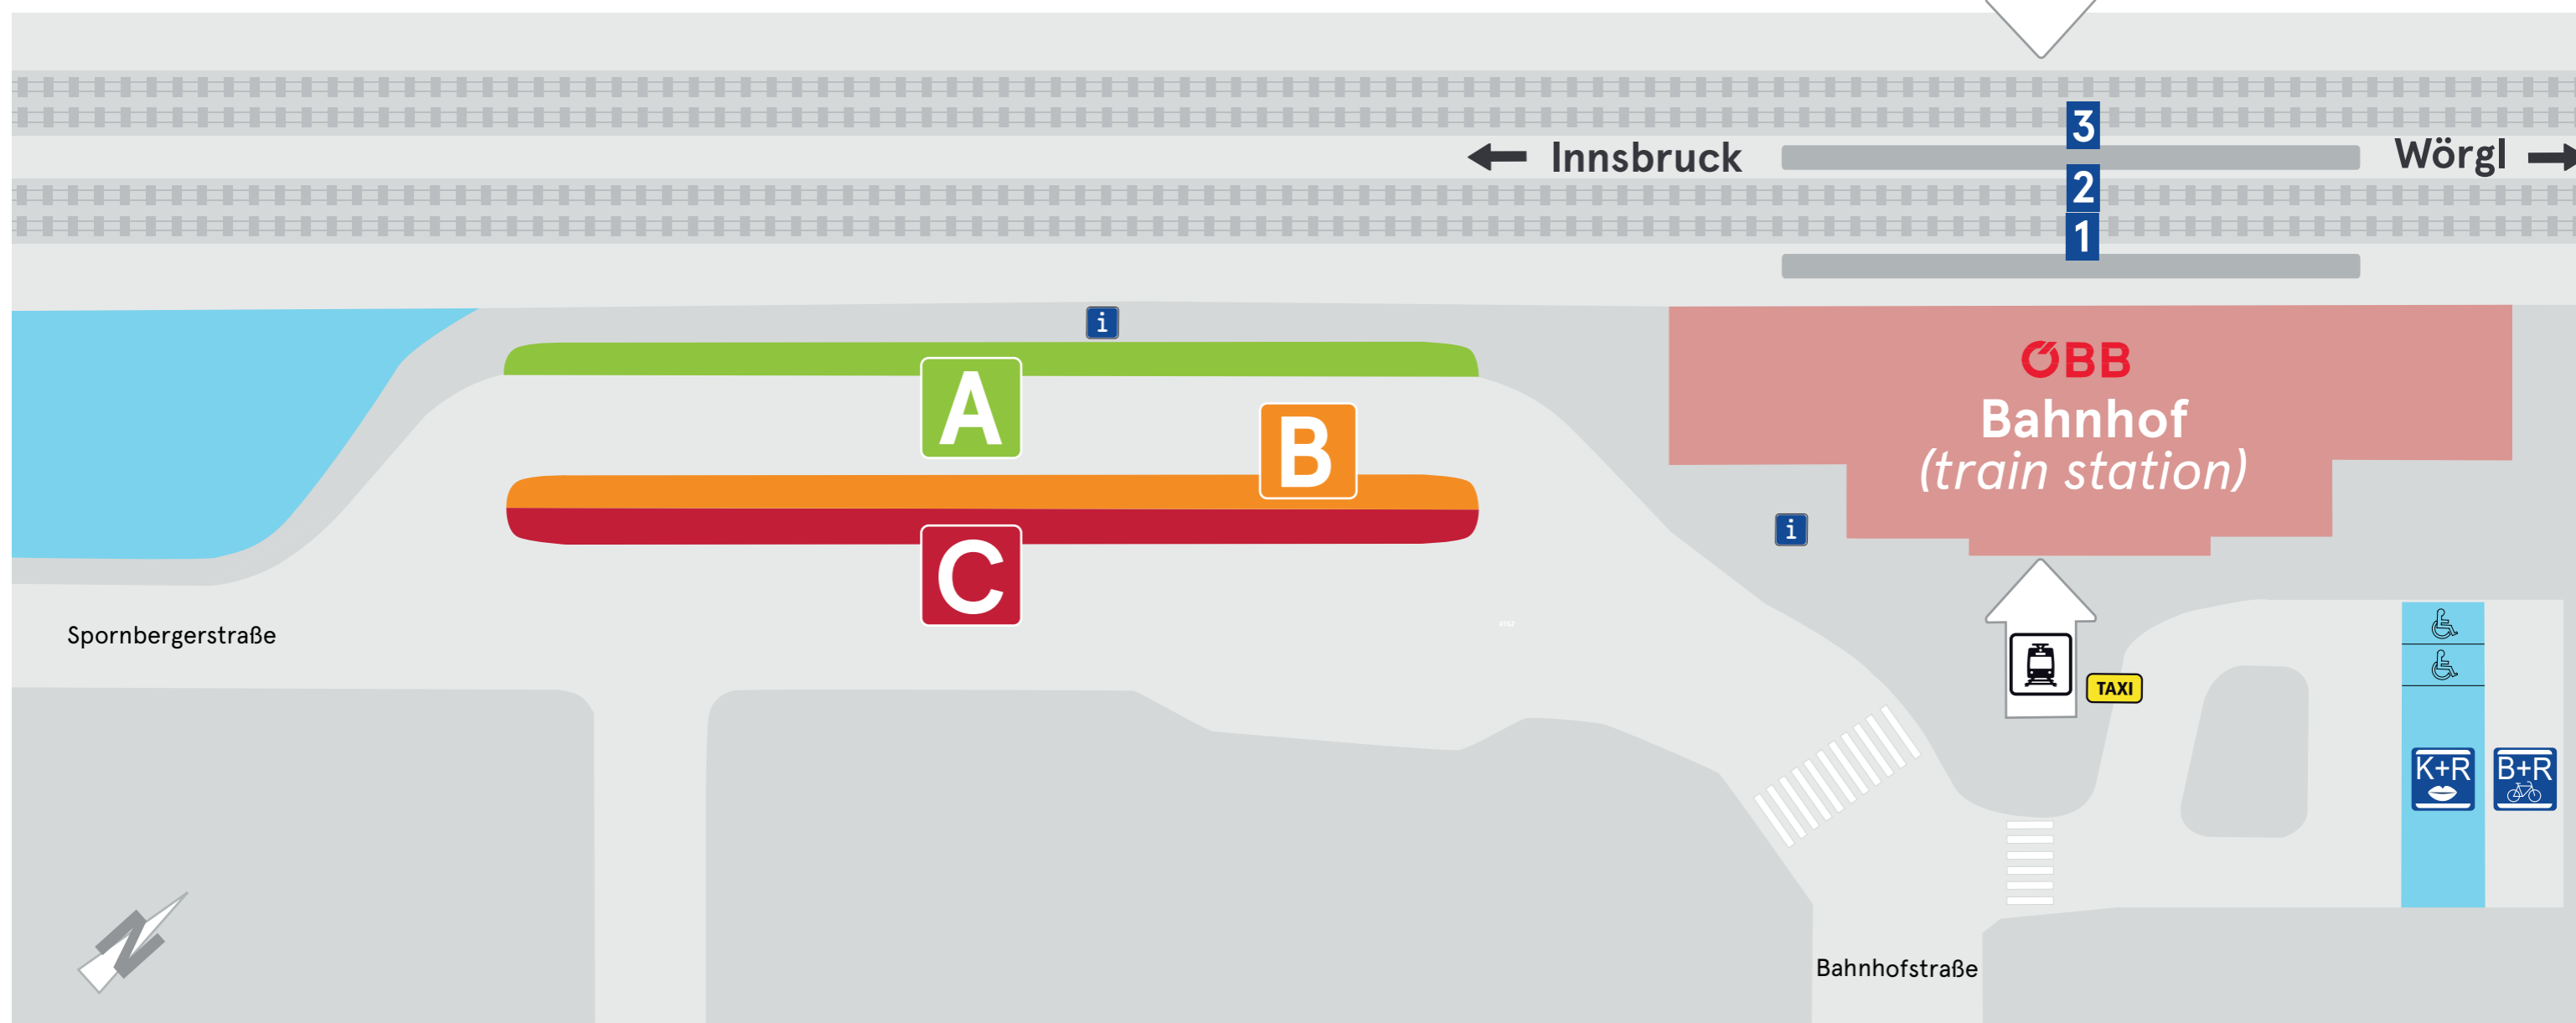 3
Innsbruck
Wörgl
2
1
i
ÖBB
A
Bahnhof
B
(train station)
i
C
Spornbergerstraße
TAXI
K+R
B+R
N
Bahnhofstraße